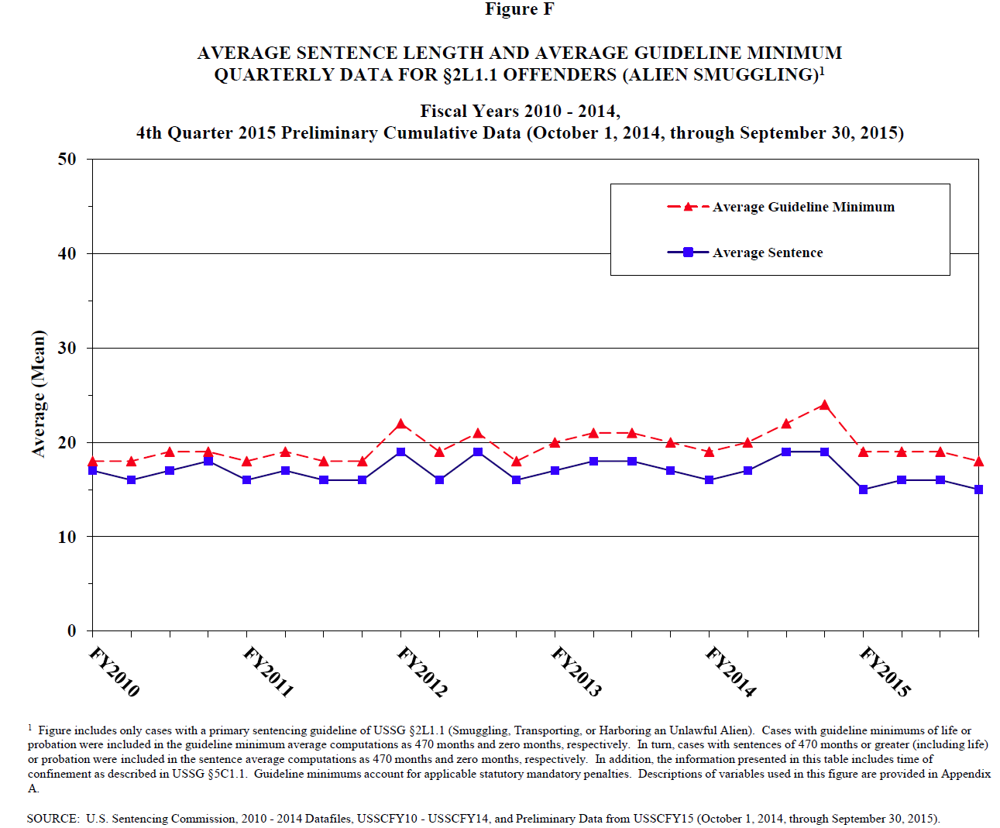 Figure F
AVERAGE SENTENCE LENGTH AND AVERAGE GUIDELINE MINIMUM
QUARTERLY DATA FOR §2L1.1 OFFENDERS (ALIEN SMUGGLING)1
Fiscal Years 2010 - 2014,
4th Quarter 2015 Preliminary Cumulative Data (October 1, 2014, through September 30, 2015)
50
40
30
20
10
0
Average (Mean)
Average Guideline Minimum
Average Sentence
FY2010
FY2011
FY2012
FY2013
FY2014
FY2015
1 Figure includes only cases with a primary sentencing guideline of USSG §2L1.1 (Smuggling, Transporting, or Harboring an Unlawful Alien). Cases with guideline minimums of life or
probation were included in the guideline minimum average computations as 470 months and zero months, respectively. In turn, cases with sentences of 470 months or greater (including life)
or probation were included in the sentence average computations as 470 months and zero months, respectively. In addition, the information presented in this table includes time of
confinement as described in USSG §5C1.1. Guideline minimums account for applicable statutory mandatory penalties. Descriptions of variables used in this figure are provided in Appendix
A.
SOURCE: U.S. Sentencing Commission, 2010 - 2014 Datafiles, USSCFY10 - USSCFY14, and Preliminary Data from USSCFY15 (October 1, 2014, through September 30, 2015).